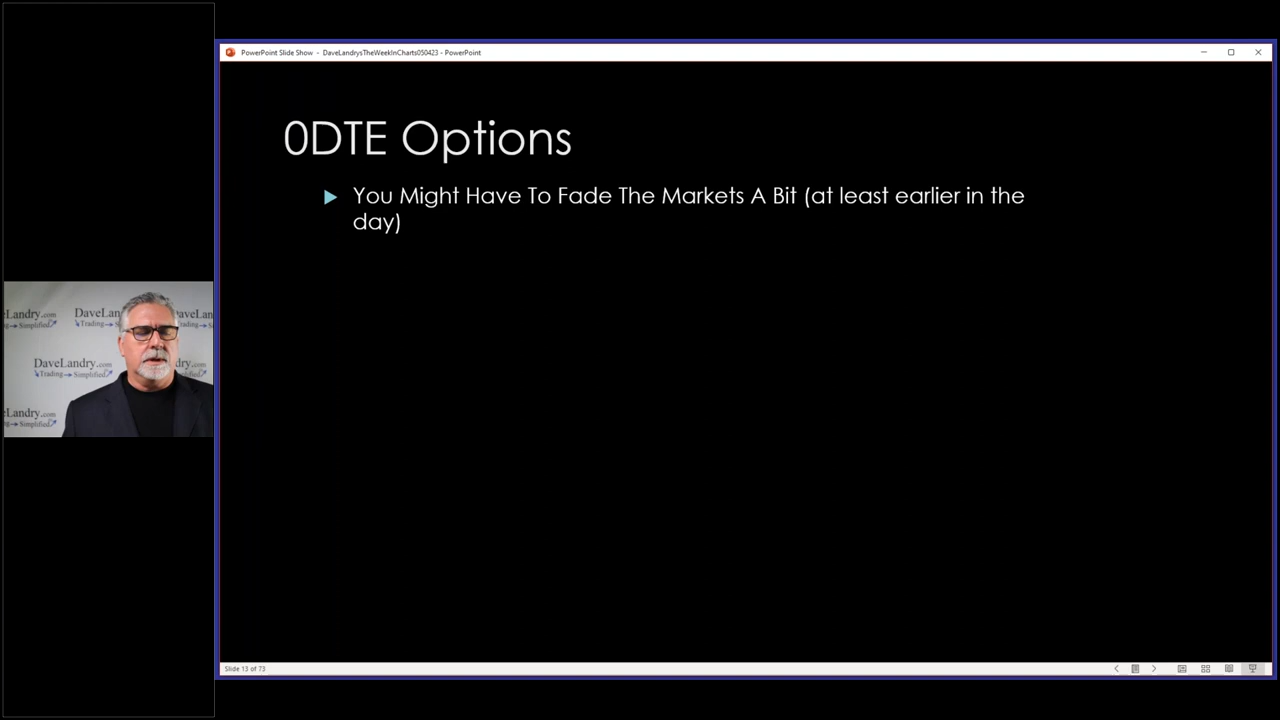 PowerPoint Slide Show - DaveLandrysTheWeekInCharts050423 - PowerPoint
0DTE Options
You Might Have To Fade The Markets A Bit (at least earlier in the
day)
DaveLandry.com
Trading Simplified
Slide 13 of 73